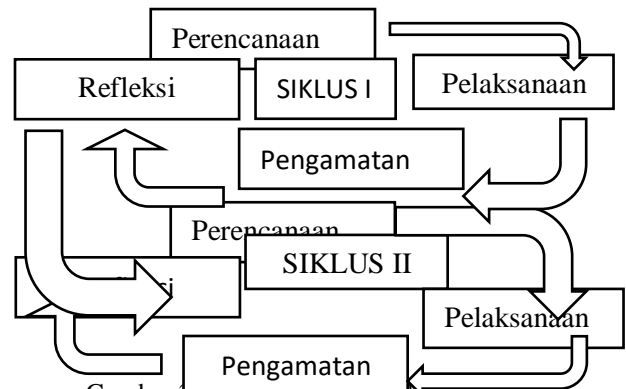 Perencanaan
Refleksi
SIKLUS I
Pelaksanaan
Pengamatan
Perencanaan
SIKLUS II
Pelaksanaan
Pengamatan